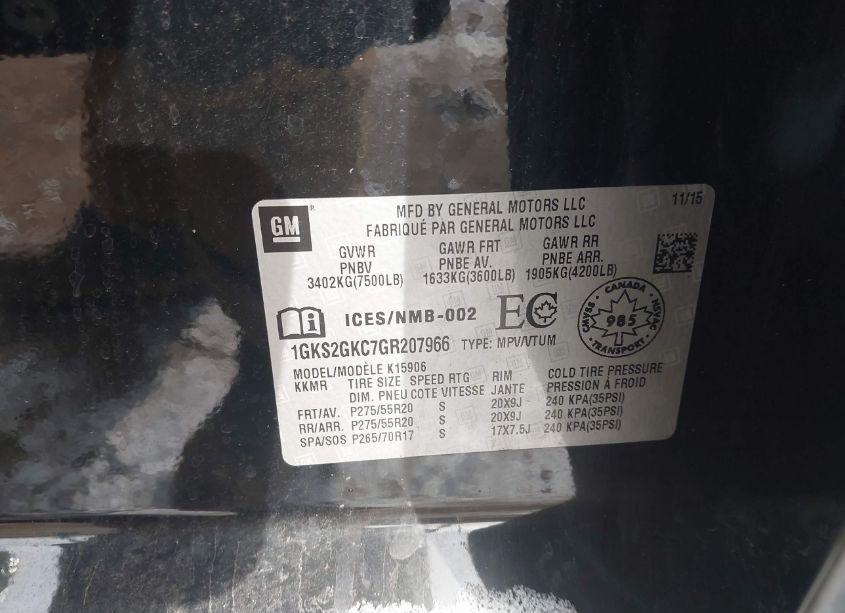 GM ® MFD BY GENERAL MOTORS LLC 11/15
FABRIQUÉ PAR GENERAL MOTORS LLC
GVWR GAWR FRT GAWR RR
PNBV PNBE AV. PNBE ARR.
3402KG(7500LB) 1633KG(3600LB) 1905KG(4200LB)
i ICES/NMB-002 EC
CANADA
SVAC NVSMC
985
TRANSPORT
1GKS2GKC7GR207966 TYPE: MPV/VTUM
MODEL/MODÈLE K15906
KKMR TIRE SIZE SPEED RTG RIM COLD TIRE PRESSURE
DIM. PNEU COTE VITESSE JANTE PRESSION À FROID
FRT/AV. P275/55R20 S 20X9J 240 KPA(35PSI)
RR/ARR. P275/55R20 S 20X9J 240 KPA(35PSI)
SPA/SOS P265/70R17 S 17X7.5J 240 KPA(35PSI)